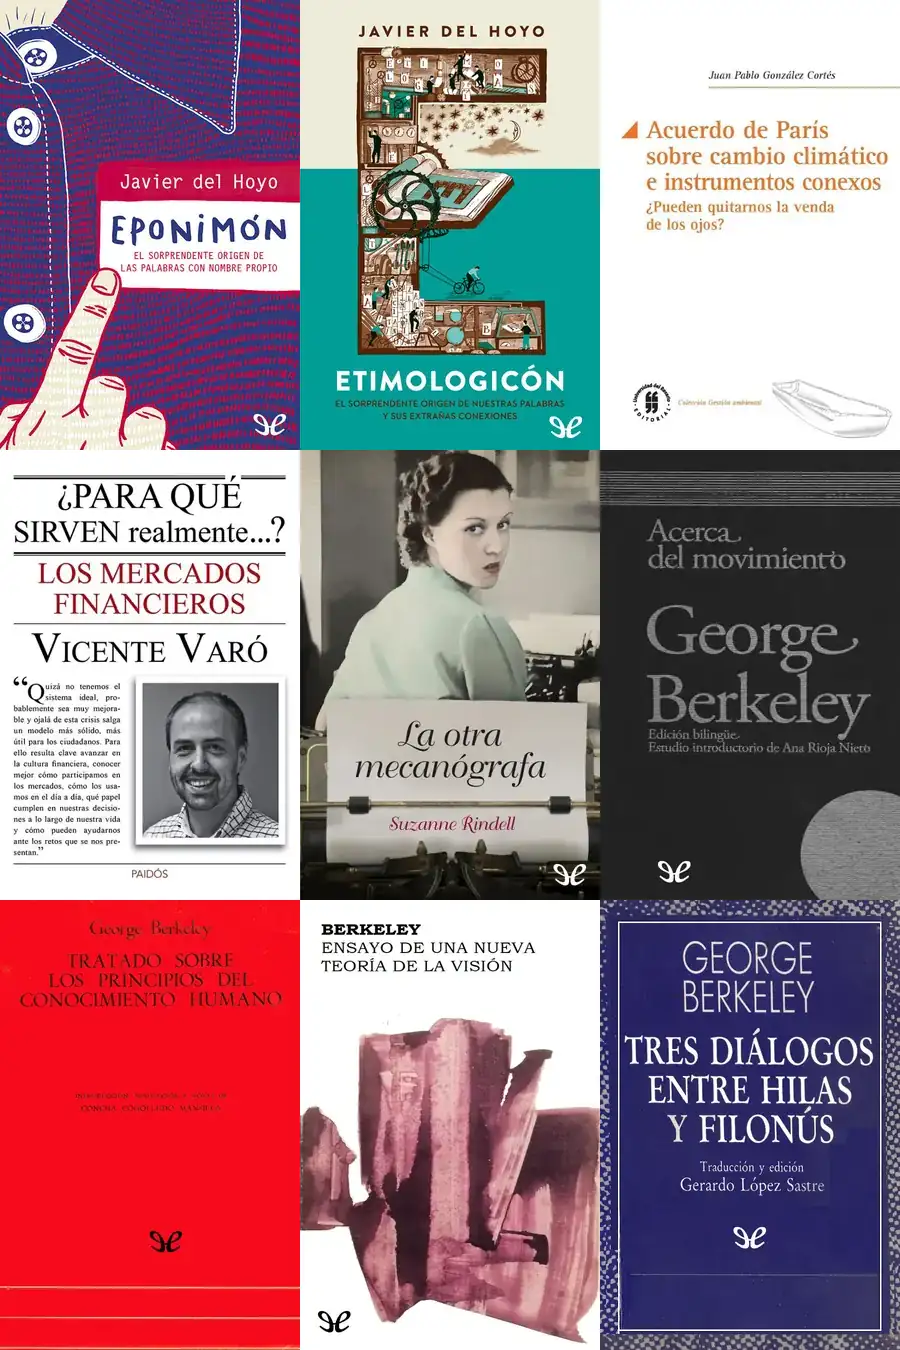 Javier del Hoyo
EPONIMÓN
EL SORPRENDENTE ORIGEN DE
LAS PALABRAS CON NOMBRE PROPIO
JAVIER DEL HOYO
ETIMOLOGICÓN
EL SORPRENDENTE ORIGEN DE NUESTRAS PALABRAS
Y SUS EXTRAÑAS CONEXIONES
Juan Pablo González Cortés
Acuerdo de París
sobre cambio climático
e instrumentos conexos
¿Pueden quitarnos la venda
de los ojos?
Universidad del Rosario
EDITORIAL
Colección Gestión ambiental
¿PARA QUÉ
SIRVEN realmente...?
LOS MERCADOS
FINANCIEROS
VICENTE VARÓ
“Quizá no tenemos el
sistema ideal, pro-
bablemente sea muy mejora-
ble y ojalá de esta crisis salga
un modelo más sólido, más
útil para los ciudadanos. Para
ello resulta clave avanzar en
la cultura financiera, conocer
mejor cómo participamos en
los mercados, cómo los usa-
mos en el día a día, qué papel
cumplen en nuestras decisio-
nes a lo largo de nuestra vida
y cómo pueden ayudarnos
ante los retos que se nos pre-
sentan.”
PAIDÓS
La otra
mecanógrafa
Suzanne Rindell
Acerca
del movimiento
George
Berkeley
Edición bilingüe
Estudio introductorio de Ana Rioja Nieto
George Berkeley
TRATADO SOBRE
LOS PRINCIPIOS DEL
CONOCIMIENTO HUMANO
BERKELEY
ENSAYO DE UNA NUEVA
TEORÍA DE LA VISIÓN
GEORGE
BERKELEY
TRES DIÁLOGOS
ENTRE HILAS
Y FILONÚS
Traducción y edición
Gerardo López Sastre